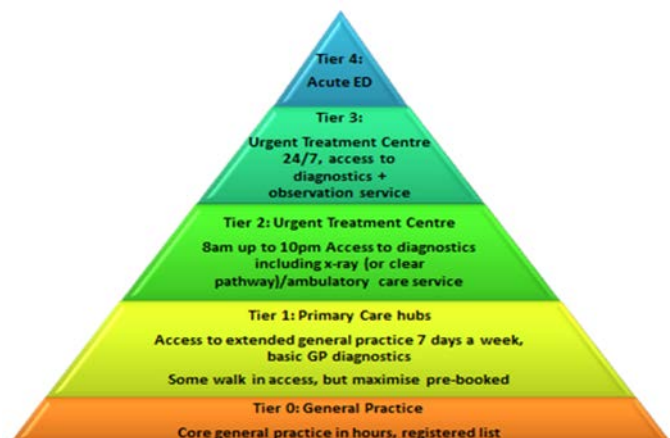 Tier 4:
Acute ED
Tier 3:
Urgent Treatment Centre
24/7, access to
diagnostics +
observation service
Tier 2: Urgent Treatment Centre
8am up to 10pm Access to diagnostics
including x-ray (or clear
pathway)/ambulatory care service
Tier 1: Primary Care hubs
Access to extended general practice 7 days a week,
basic GP diagnostics
Some walk in access, but maximise pre-booked
Tier 0: General Practice
Core general practice in hours, registered list